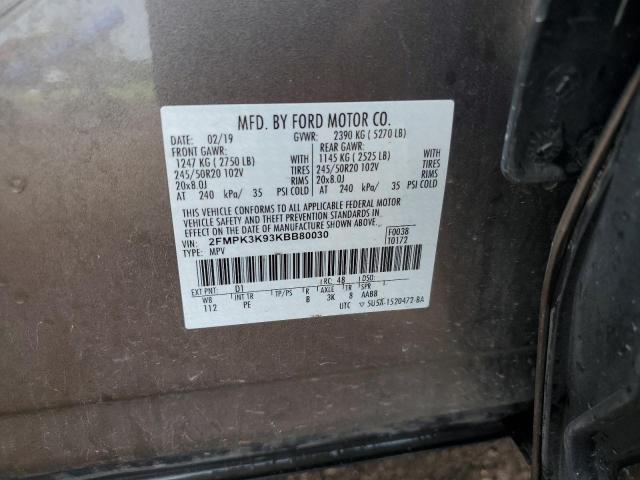 MFD. BY FORD MOTOR CO.
DATE: 02/19 GVWR: 2390 KG ( 5270 LB)
FRONT GAWR: REAR GAWR:
1247 KG ( 2750 LB) WITH 1145 KG ( 2525 LB) WITH
245/50R20 102V TIRES 245/50R20 102V TIRES
20x8.0J RIMS 20x8.0J RIMS
AT 240 kPa/ 35 PSI COLD AT 240 kPa/ 35 PSI COLD
THIS VEHICLE CONFORMS TO ALL APPLICABLE FEDERAL MOTOR
VEHICLE SAFETY AND THEFT PREVENTION STANDARDS IN
EFFECT ON THE DATE OF MANUFACTURE SHOWN ABOVE.
VIN: 2FMPK3K93KBB80030 F0038
TYPE: MPV 10172
EXT PNT: D1 RC: 48 DSO:
WB INT TR TP/PS R AXLE TR SPR
112 PE B 3K 8 AABB
UTC ▽ 5U5A-1520472-BA